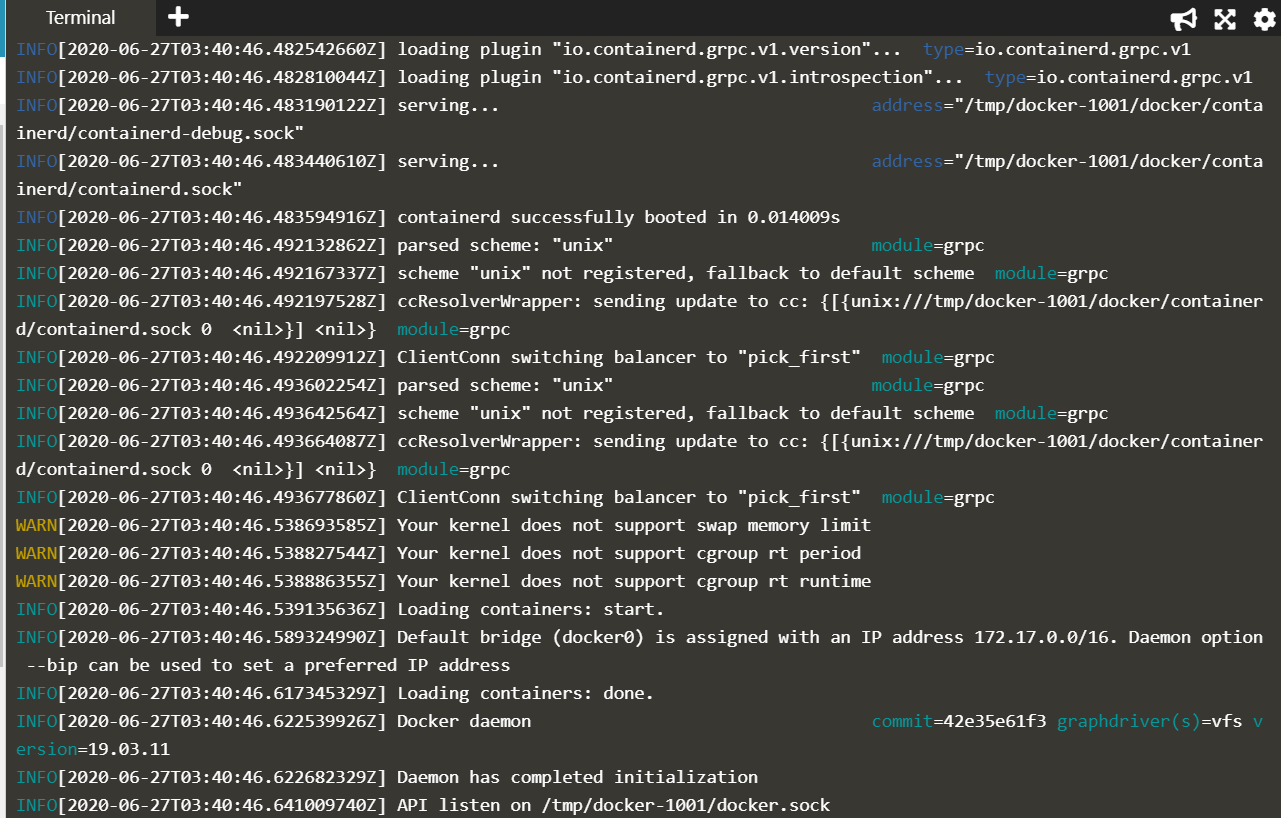 Terminal
INFO[2020-06-27T03:40:46.482542660Z] loading plugin "io.containerd.grpc.v1.version"...  type=io.containerd.grpc.v1
INFO[2020-06-27T03:40:46.482810044Z] loading plugin "io.containerd.grpc.v1.introspection"...  type=io.containerd.grpc.v1
INFO[2020-06-27T03:40:46.483190122Z] serving...                                    address="/tmp/docker-1001/docker/conta
inerd/containerd-debug.sock"
INFO[2020-06-27T03:40:46.483440610Z] serving...                                    address="/tmp/docker-1001/docker/conta
inerd/containerd.sock"
INFO[2020-06-27T03:40:46.483594916Z] containerd successfully booted in 0.014009s
INFO[2020-06-27T03:40:46.492132862Z] parsed scheme: "unix"                         module=grpc
INFO[2020-06-27T03:40:46.492167337Z] scheme "unix" not registered, fallback to default scheme  module=grpc
INFO[2020-06-27T03:40:46.492197528Z] ccResolverWrapper: sending update to cc: {[{unix:///tmp/docker-1001/docker/container
d/containerd.sock 0  <nil>}] <nil>}  module=grpc
INFO[2020-06-27T03:40:46.492209912Z] ClientConn switching balancer to "pick_first"  module=grpc
INFO[2020-06-27T03:40:46.493602254Z] parsed scheme: "unix"                         module=grpc
INFO[2020-06-27T03:40:46.493642564Z] scheme "unix" not registered, fallback to default scheme  module=grpc
INFO[2020-06-27T03:40:46.493664087Z] ccResolverWrapper: sending update to cc: {[{unix:///tmp/docker-1001/docker/container
d/containerd.sock 0  <nil>}] <nil>}  module=grpc
INFO[2020-06-27T03:40:46.493677860Z] ClientConn switching balancer to "pick_first"  module=grpc
WARN[2020-06-27T03:40:46.538693585Z] Your kernel does not support swap memory limit
WARN[2020-06-27T03:40:46.538827544Z] Your kernel does not support cgroup rt period
WARN[2020-06-27T03:40:46.538886355Z] Your kernel does not support cgroup rt runtime
INFO[2020-06-27T03:40:46.539135636Z] Loading containers: start.
INFO[2020-06-27T03:40:46.589324990Z] Default bridge (docker0) is assigned with an IP address 172.17.0.0/16. Daemon option
 --bip can be used to set a preferred IP address
INFO[2020-06-27T03:40:46.617345329Z] Loading containers: done.
INFO[2020-06-27T03:40:46.622539926Z] Docker daemon                                 commit=42e35e61f3 graphdriver(s)=vfs v
ersion=19.03.11
INFO[2020-06-27T03:40:46.622682329Z] Daemon has completed initialization
INFO[2020-06-27T03:40:46.641009740Z] API listen on /tmp/docker-1001/docker.sock